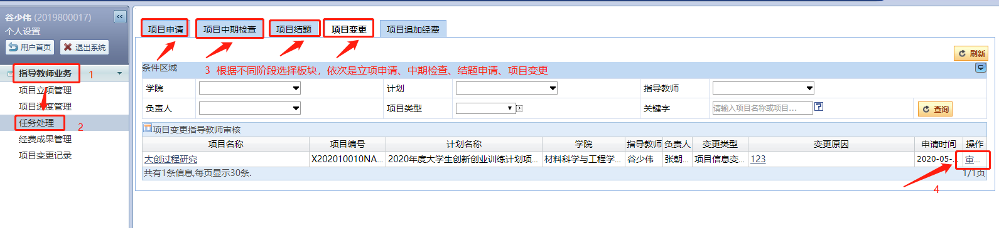 谷少伟 (2019800017)
个人设置
用户首页 退出系统
指导教师业务 1
项目立项管理
项目进度管理
任务处理 2
经费成果管理
项目变更记录
项目申请 项目中期检查 项目结题 项目变更 项目追加经费
刷新
条件区域 3 根据不同阶段选择板块，依次是立项申请、中期检查、结题申请、项目变更
学院 计划 指导教师
负责人 项目类型 关键字 请输入项目名称或项目... ? 查询
项目变更指导教师审核
项目名称 项目编号 计划名称 学院 指导教师 负责人 变更类型 变更原因 申请时间 操作
大创过程研究 X202010010NA... 2020年度大学生创新创业训练计划项... 材料科学与工程学... 谷少伟 张朝... 项目信息变... 123 2020-05-... 审...
共有1条信息,每页显示30条. 1/1页
4